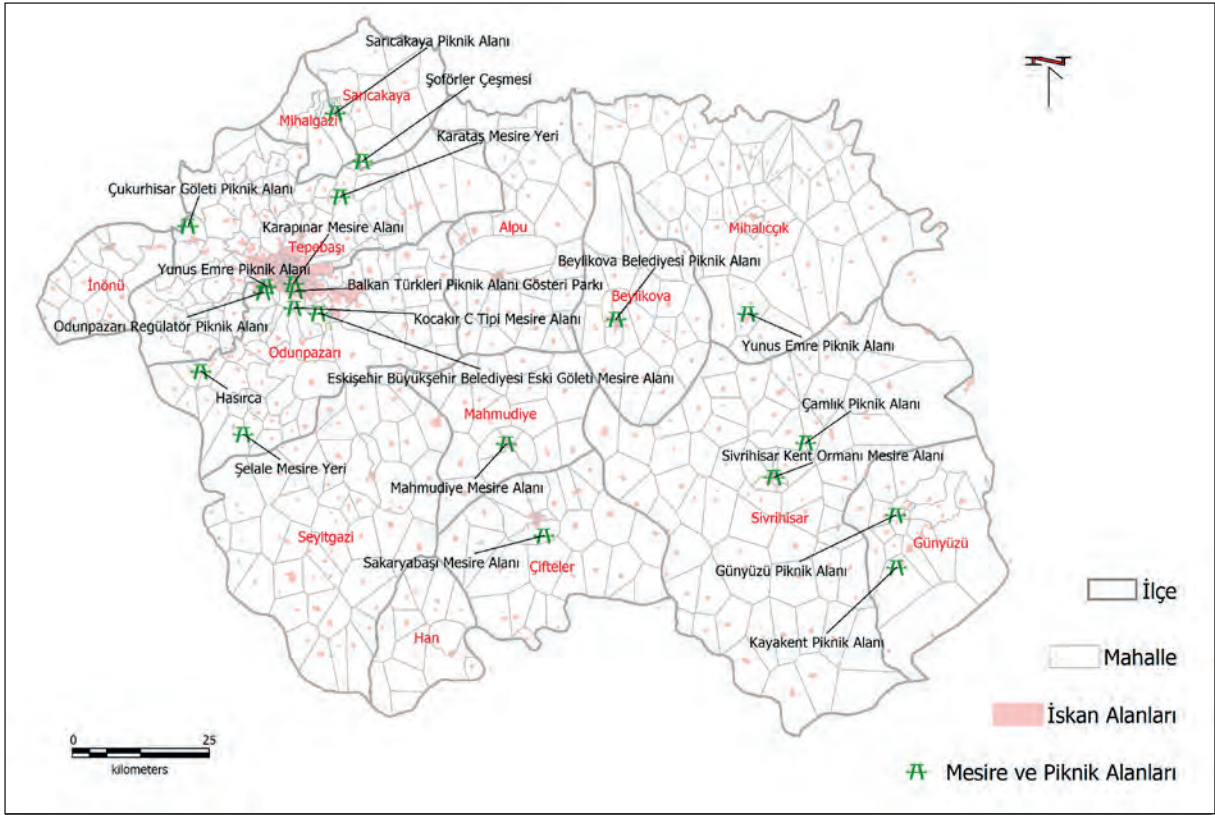 Sarıcakaya Piknik Alanı
Şoförler Çeşmesi
Sarıcakaya
Mihalgazi
Karataş Mesire Yeri
Çukurhisar Göleti Piknik Alanı
Karapınar Mesire Alanı
Tepebaşı
Alpu
Mihalıççık
Yunus Emre Piknik Alanı
Beylikova Belediyesi Piknik Alanı
İnönü
Balkan Türkleri Piknik Alanı Gösteri Parkı
Beylikova
Kocakır C Tipi Mesire Alanı
Odunpazarı Regülatör Piknik Alanı
Yunus Emre Piknik Alanı
Odunpazarı
Eskişehir Büyükşehir Belediyesi Eski Göleti Mesire Alanı
Hasırca
Mahmudiye
Çamlık Piknik Alanı
Sivrihisar Kent Ormanı Mesire Alanı
Şelale Mesire Yeri
Mahmudiye Mesire Alanı
Sivrihisar
Seyitgazi
Günyüzü
Sakaryabaşı Mesire Alanı
Çifteler
Günyüzü Piknik Alanı
İlçe
Han
Kayakent Piknik Alanı
Mahalle
İskan Alanları
0 25
kilometers
Mesire ve Piknik Alanları